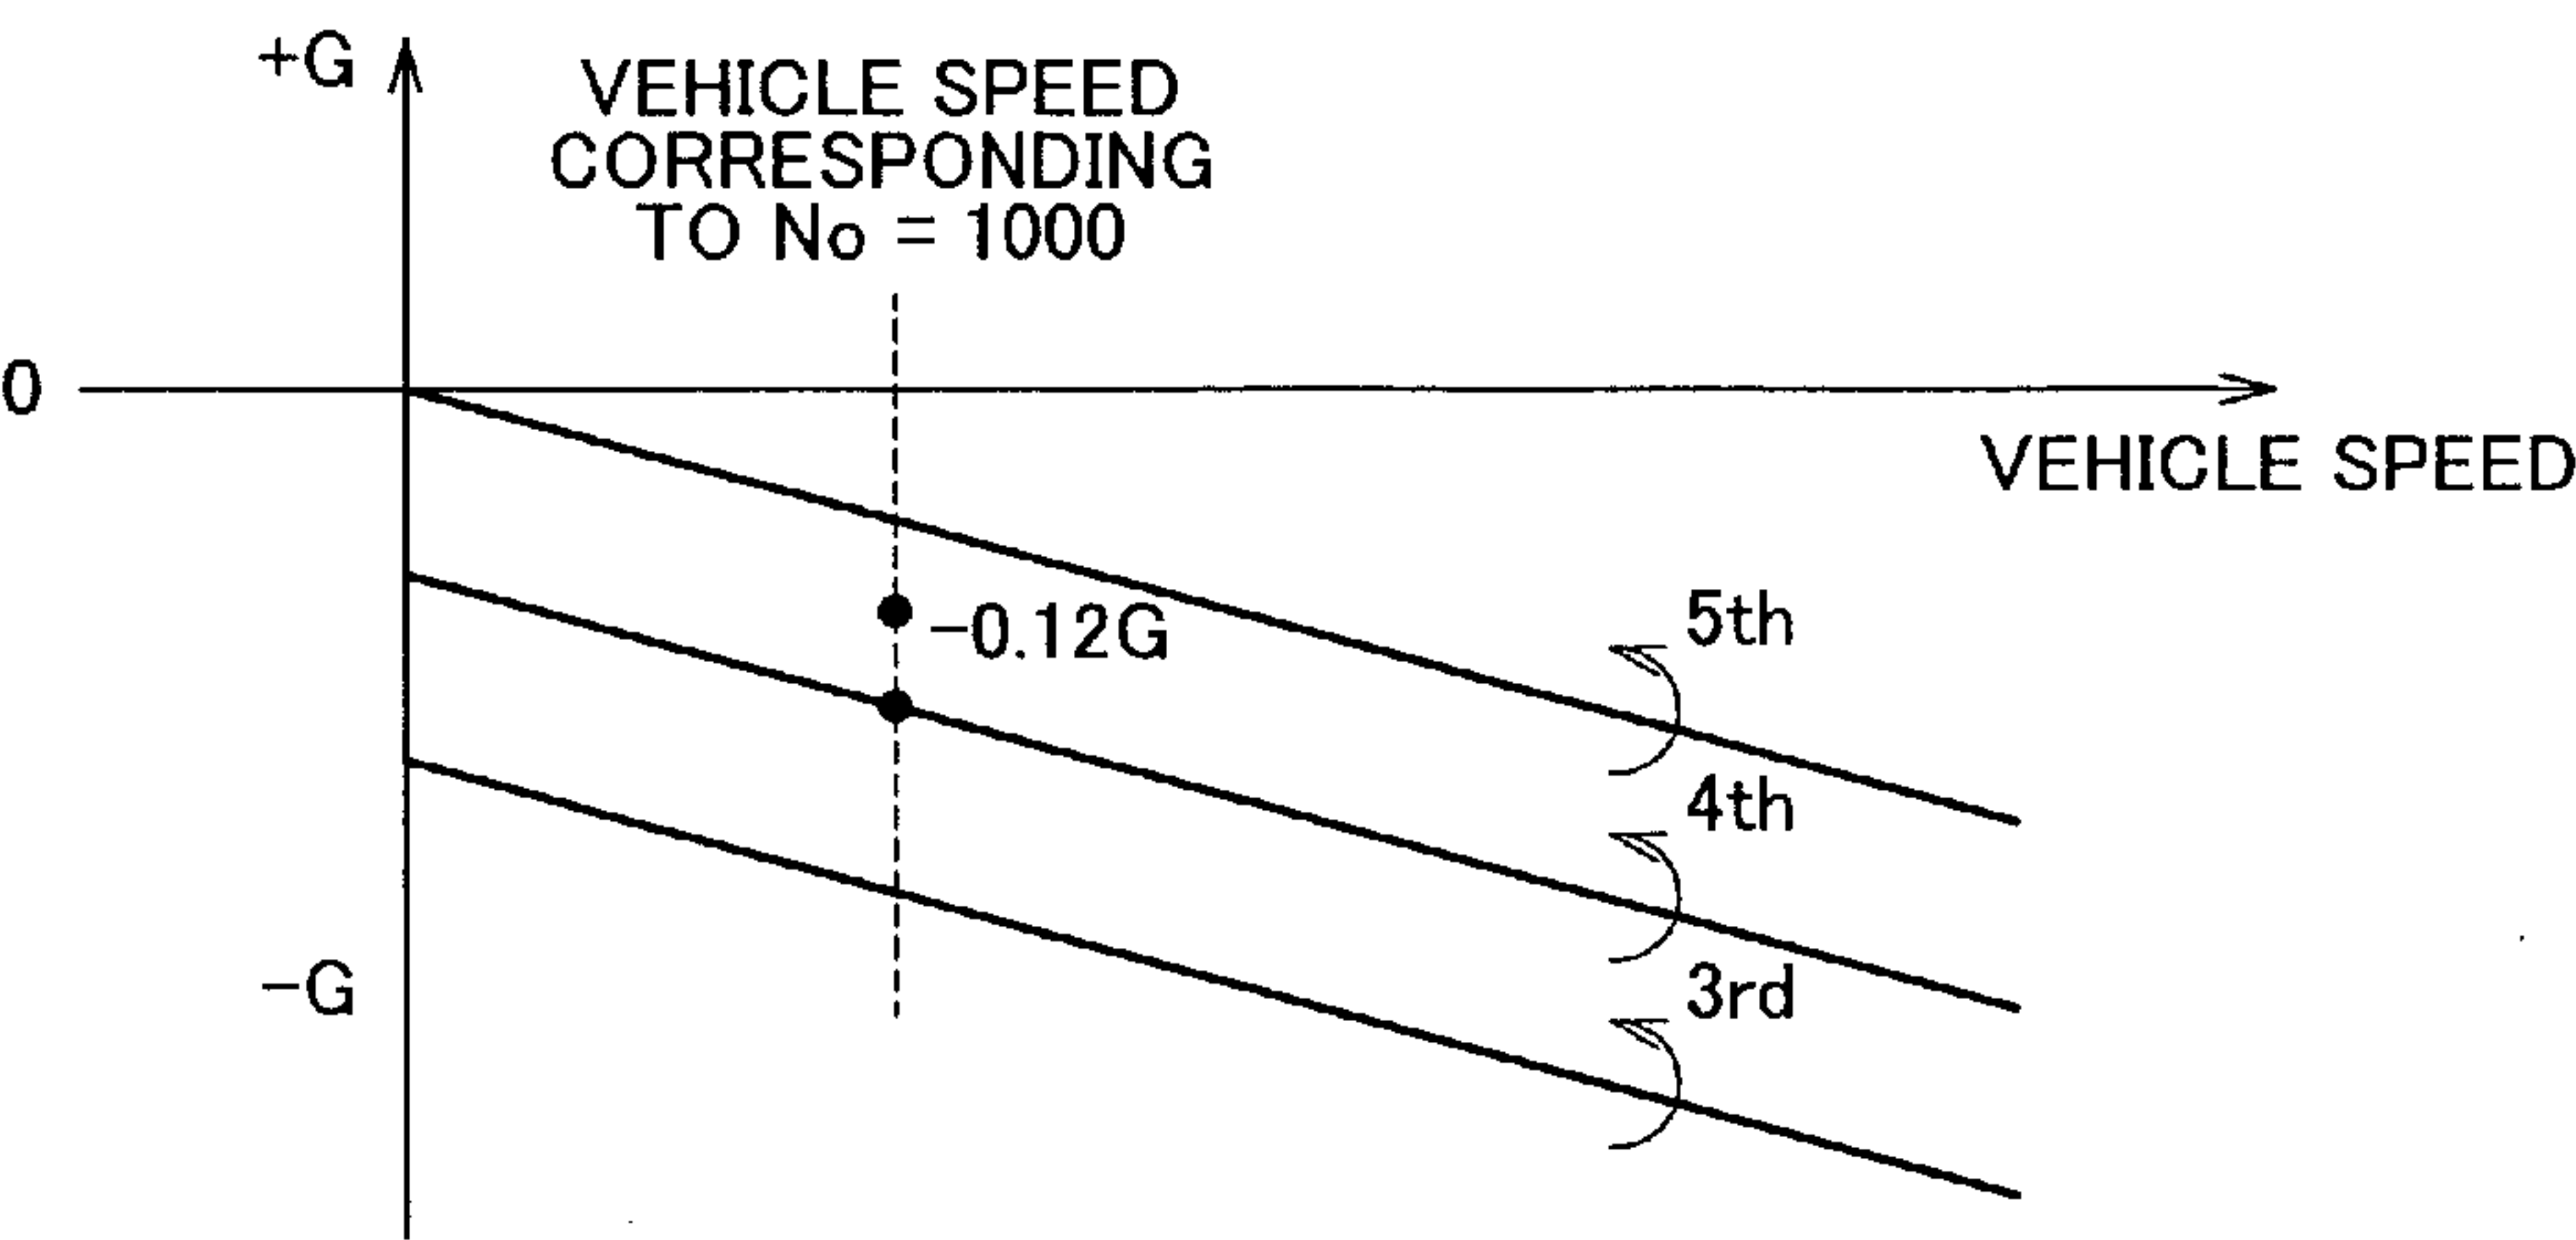 +G
VEHICLE SPEED
CORRESPONDING
TO No = 1000
0
VEHICLE SPEED
−0.12G
5th
4th
3rd
−G